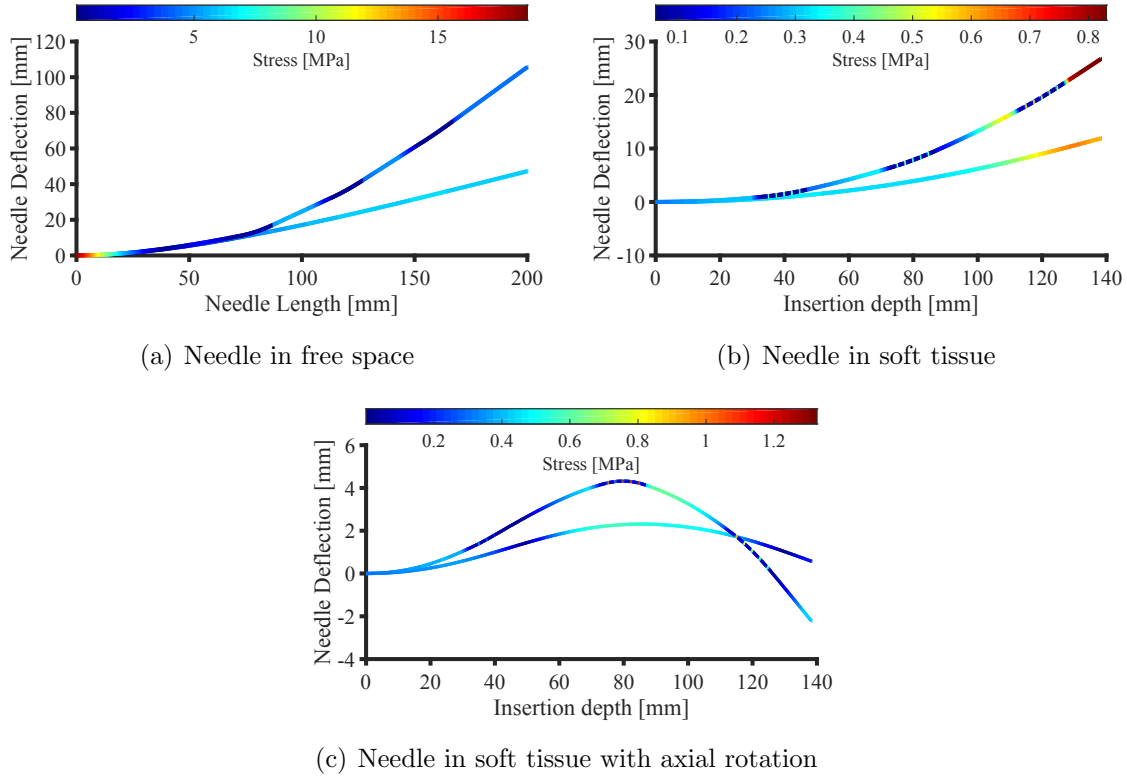 5 10 15
Stress [MPa]
120
100
80
60
40
20
0
Needle Deflection [mm]
0 50 100 150 200
Needle Length [mm]
(a) Needle in free space
0.1 0.2 0.3 0.4 0.5 0.6 0.7 0.8
Stress [MPa]
30
20
10
0
-10
Needle Deflection [mm]
0 20 40 60 80 100 120 140
Insertion depth [mm]
(b) Needle in soft tissue
0.2 0.4 0.6 0.8 1 1.2
Stress [MPa]
6
4
2
0
-2
-4
Needle Deflection [mm]
0 20 40 60 80 100 120 140
Insertion depth [mm]
(c) Needle in soft tissue with axial rotation